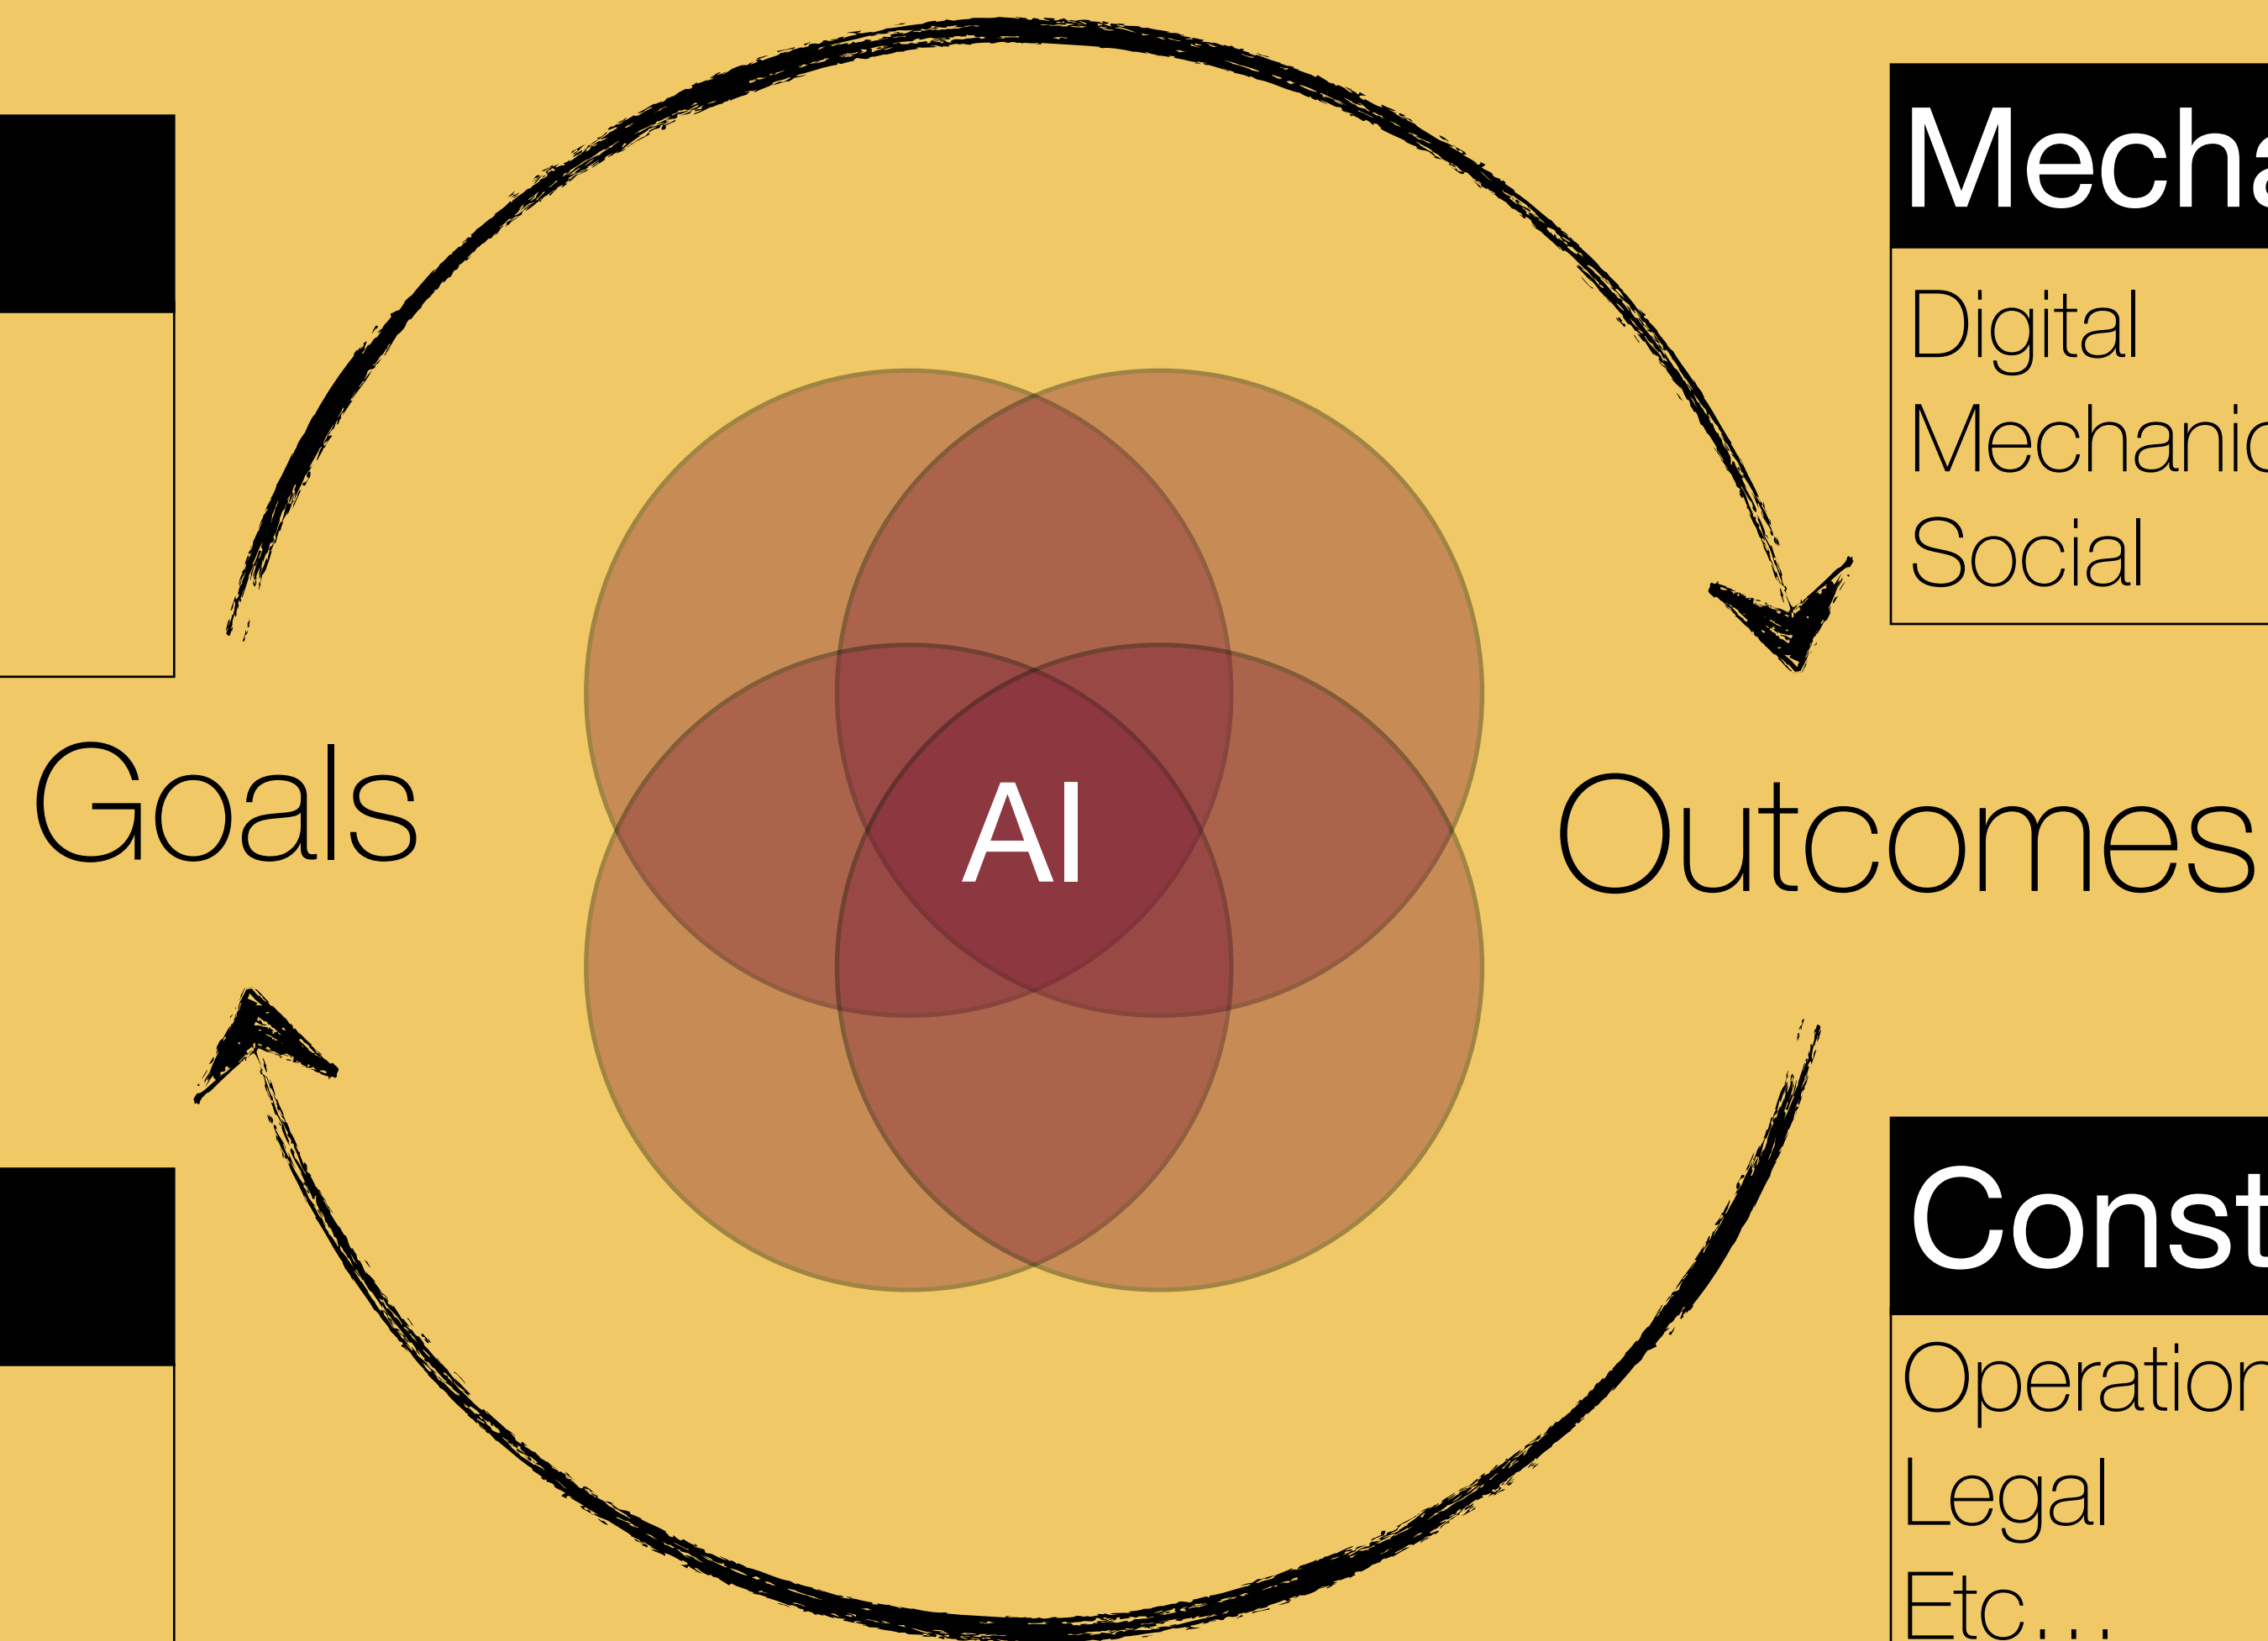 Mecha
Digital
Mechanic
Social
Goals
AI
Outcomes
Const
Operation
Legal
Etc...